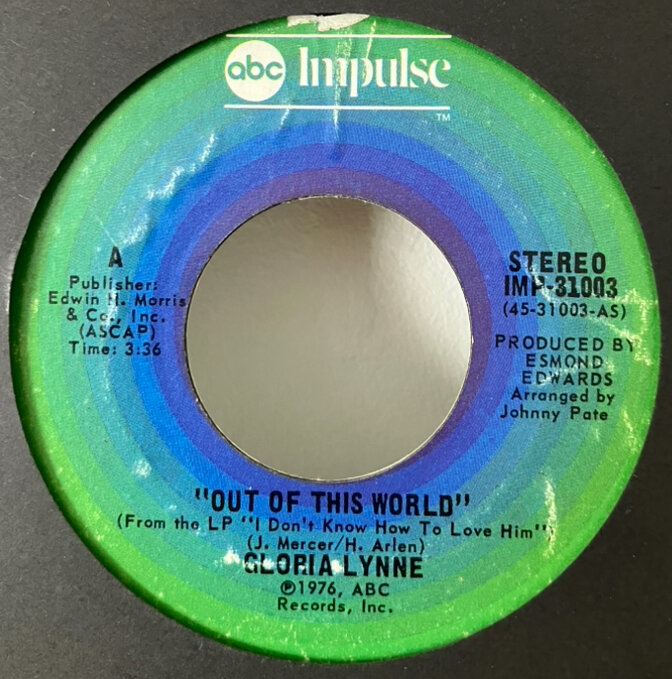 abc Impulse
TM
A
Publisher:
Edwin H. Morris
& Co., Inc.
(ASCAP)
Time: 3:36
STEREO
IMP-31003
(45-31003-AS)
PRODUCED BY
ESMOND
EDWARDS
Arranged by
Johnny Pate
"OUT OF THIS WORLD"
(From the LP "I Don't Know How To Love Him")
(J. Mercer/H. Arlen)
GLORIA LYNNE
℗1976, ABC
Records, Inc.